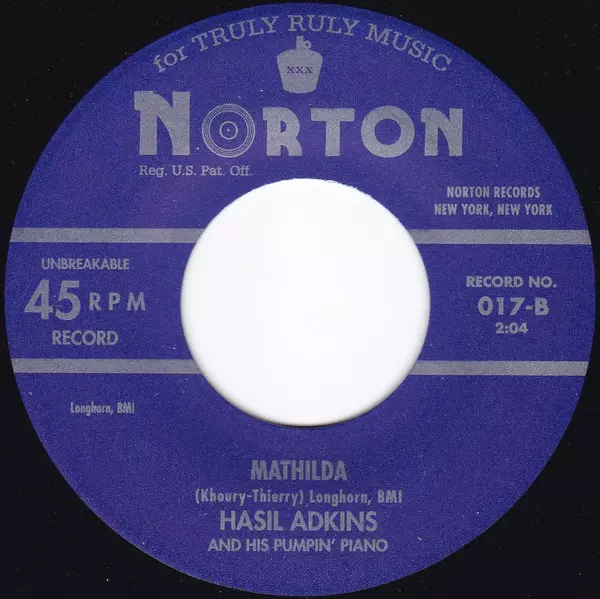 for TRULY RULY MUSIC
XXX
NORTON
Reg. U.S. Pat. Off.
NORTON RECORDS
NEW YORK, NEW YORK
UNBREAKABLE
45 RPM
RECORD
RECORD NO.
017-B
2:04
Longhorn, BMI
MATHILDA
(Khoury-Thierry) Longhorn, BMI
HASIL ADKINS
AND HIS PUMPIN' PIANO